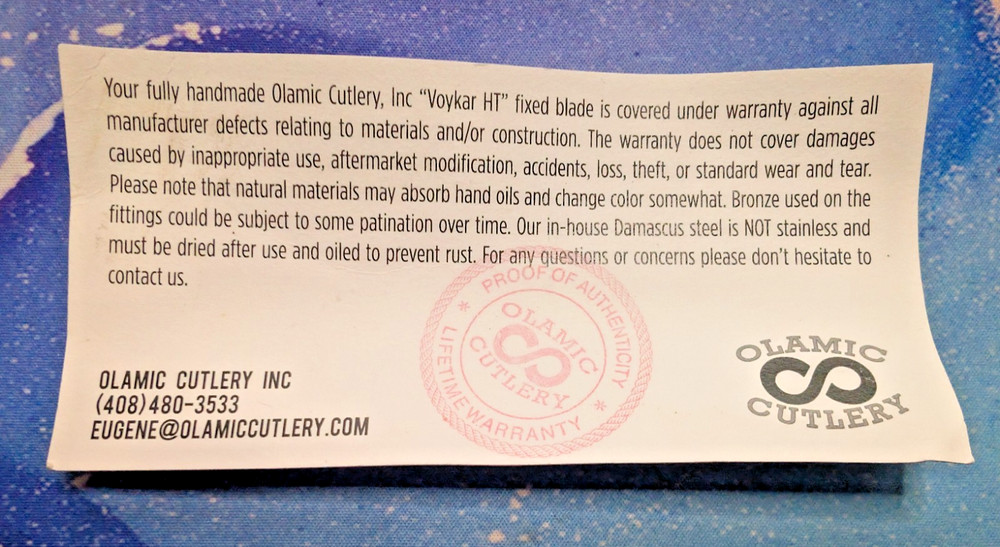 Your fully handmade Olamic Cutlery, Inc “Voykar HT” fixed blade is covered under warranty against all
manufacturer defects relating to materials and/or construction. The warranty does not cover damages
caused by inappropriate use, aftermarket modification, accidents, loss, theft, or standard wear and tear.
Please note that natural materials may absorb hand oils and change color somewhat. Bronze used on the
fittings could be subject to some patination over time. Our in-house Damascus steel is NOT stainless and
must be dried after use and oiled to prevent rust. For any questions or concerns please don’t hesitate to
contact us.
PROOF OF AUTHENTICITY
OLAMIC
CUTLERY
* LIFETIME WARRANTY *
OLAMIC CUTLERY INC
(408)480-3533
EUGENE@OLAMICCUTLERY.COM
OLAMIC
CUTLERY